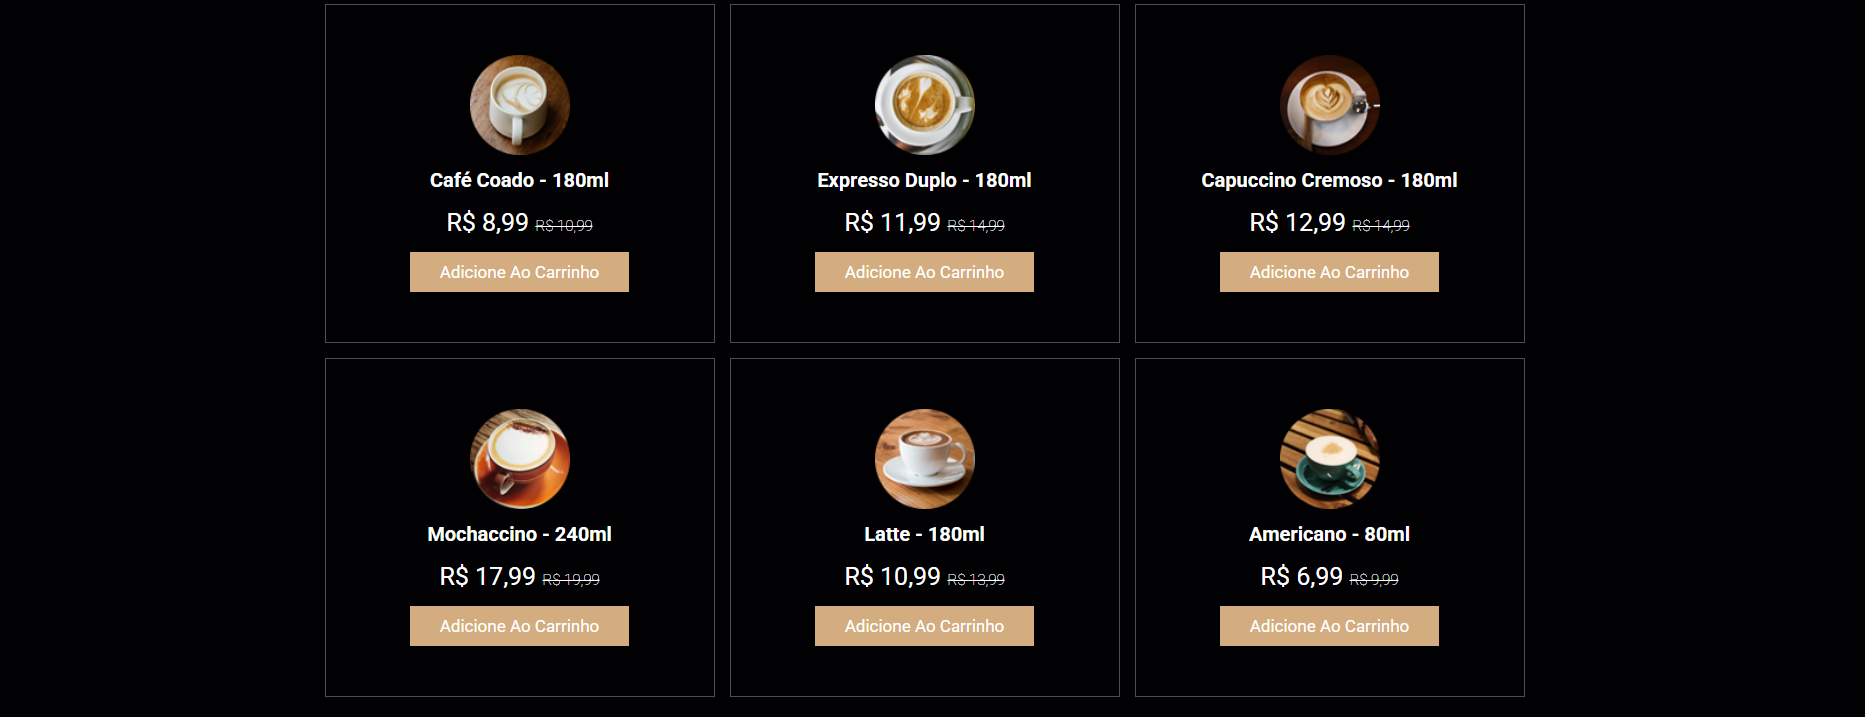 Café Coado - 180ml
R$ 8,99 R$ 10,99
Adicione Ao Carrinho
Expresso Duplo - 180ml
R$ 11,99 R$ 14,99
Adicione Ao Carrinho
Capuccino Cremoso - 180ml
R$ 12,99 R$ 14,99
Adicione Ao Carrinho
Mochaccino - 240ml
R$ 17,99 R$ 19,99
Adicione Ao Carrinho
Latte - 180ml
R$ 10,99 R$ 13,99
Adicione Ao Carrinho
Americano - 80ml
R$ 6,99 R$ 9,99
Adicione Ao Carrinho